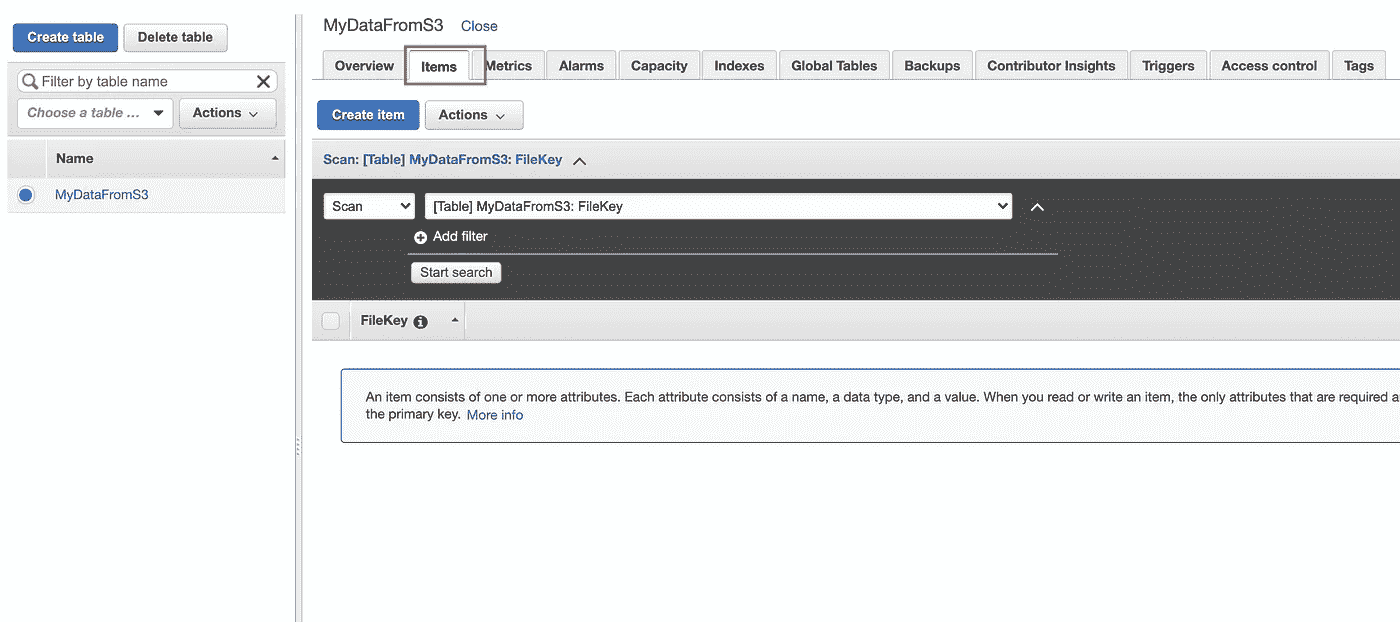 Create table
Delete table
Filter by table name
Choose a table ...
Actions
Name
MyDataFromS3
MyDataFromS3 Close
Overview Items Metrics Alarms Capacity Indexes Global Tables Backups Contributor Insights Triggers Access control Tags
Create item
Actions
Scan: [Table] MyDataFromS3: FileKey
Scan
[Table] MyDataFromS3: FileKey
Add filter
Start search
FileKey
An item consists of one or more attributes. Each attribute consists of a name, a data type, and a value. When you read or write an item, the only attributes that are required a
the primary key. More info